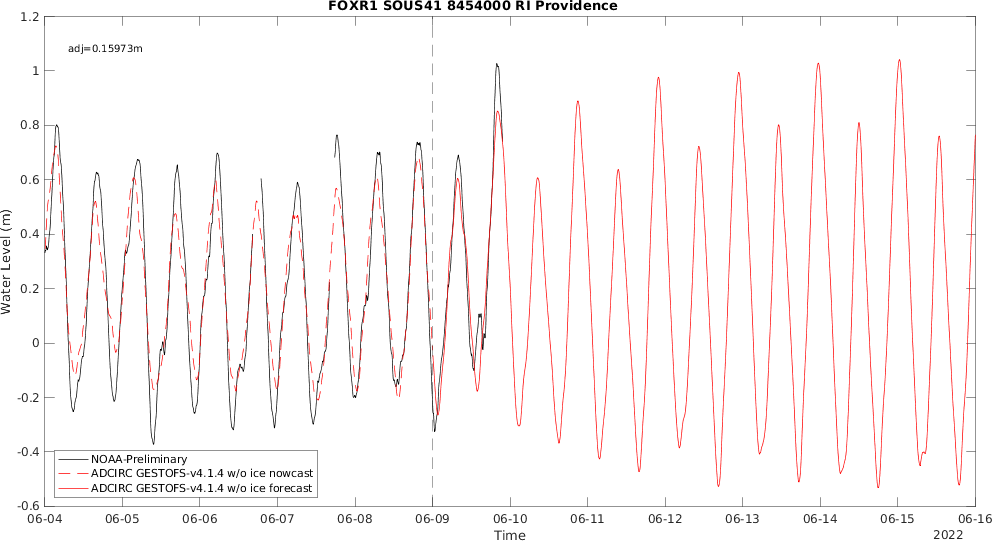 FOXR1 SOUS41 8454000 RI Providence
1.2
adj=0.15973m
1
0.8
0.6
0.4
0.2
0
-0.2
-0.4
-0.6
Water Level (m)
NOAA-Preliminary
ADCIRC GESTOFS-v4.1.4 w/o ice nowcast
ADCIRC GESTOFS-v4.1.4 w/o ice forecast
06-04 06-05 06-06 06-07 06-08 06-09 06-10 06-11 06-12 06-13 06-14 06-15 06-16
Time
2022